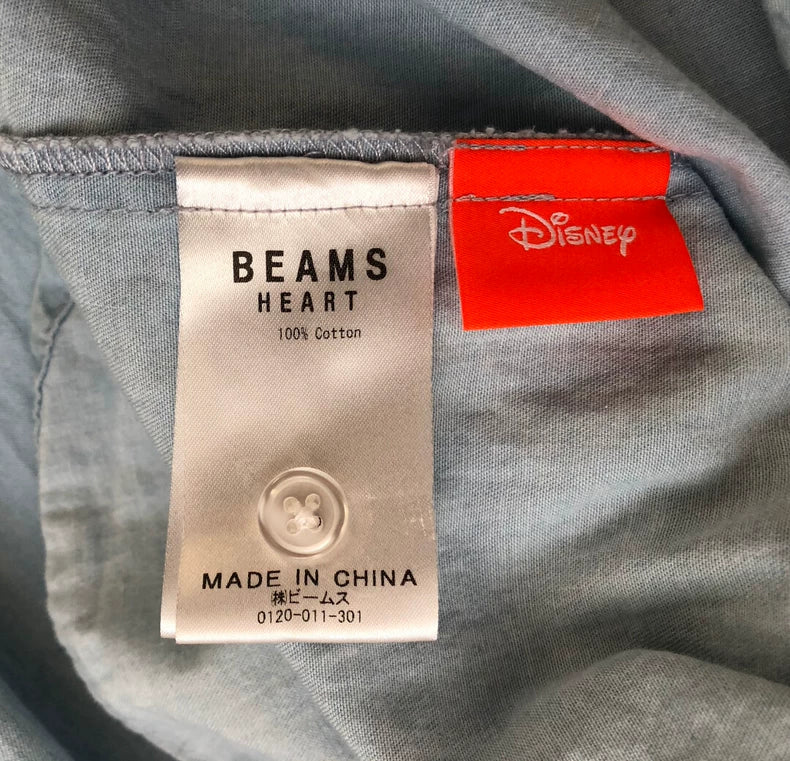 BEAMS
HEART
100% Cotton
MADE IN CHINA
㈱ビームス
0120-011-301
Disney